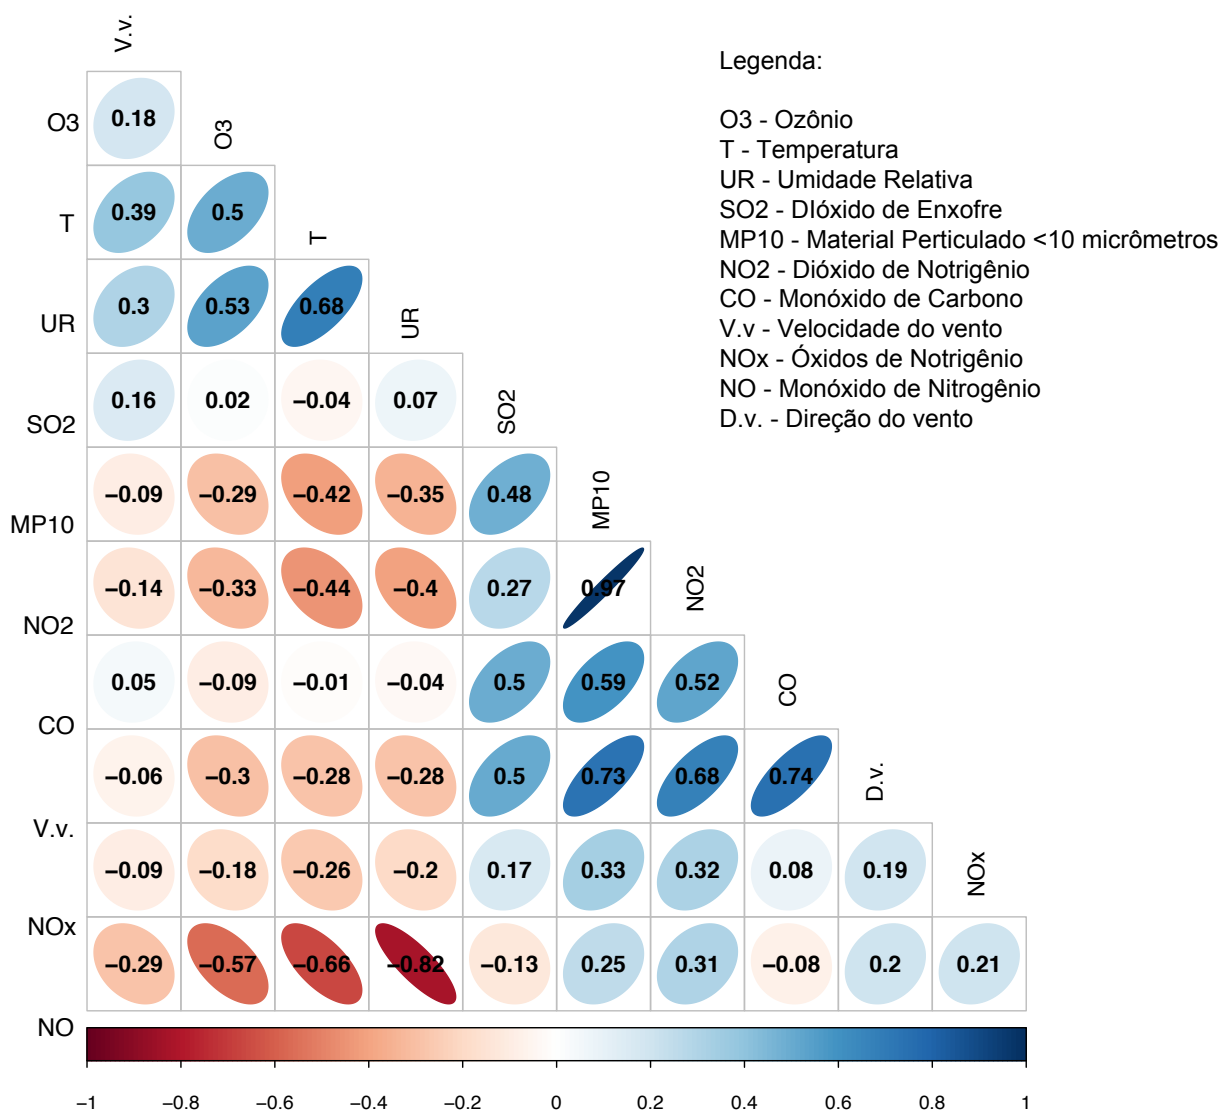 V.v.
Legenda:
O3 - Ozônio
T - Temperatura
UR - Umidade Relativa
SO2 - DIóxido de Enxofre
MP10 - Material Perticulado <10 micrômetros
NO2 - Dióxido de Notrigênio
CO - Monóxido de Carbono
V.v - Velocidade do vento
NOx - Óxidos de Notrigênio
NO - Monóxido de Nitrogênio
D.v. - Direção do vento
O3 0.18 O3
T 0.39 0.5 T
UR 0.3 0.53 0.68 UR
SO2 0.16 0.02 −0.04 0.07 SO2
MP10 −0.09 −0.29 −0.42 −0.35 0.48 MP10
NO2 −0.14 −0.33 −0.44 −0.4 0.27 0.97 NO2
CO 0.05 −0.09 −0.01 −0.04 0.5 0.59 0.52 CO
V.v. −0.06 −0.3 −0.28 −0.28 0.5 0.73 0.68 0.74 D.v.
NOx −0.09 −0.18 −0.26 −0.2 0.17 0.33 0.32 0.08 0.19 NOx
NO −0.29 −0.57 −0.66 −0.82 −0.13 0.25 0.31 −0.08 0.2 0.21
−1 −0.8 −0.6 −0.4 −0.2 0 0.2 0.4 0.6 0.8 1